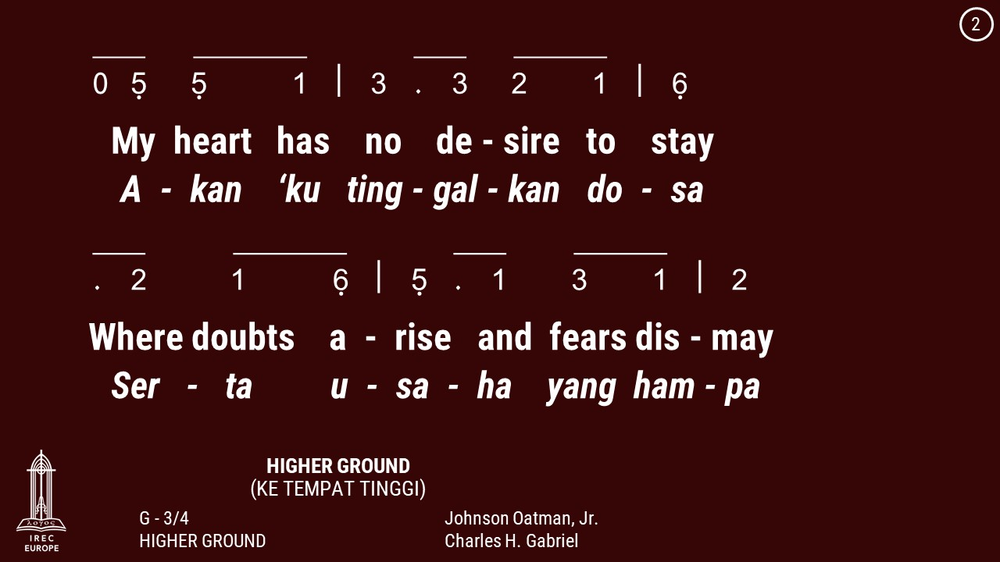 2
0 5̣ 5̣ 1 | 3 . 3 2 1 | 6̣
My heart has no de - sire to stay
A - kan ‘ku ting - gal - kan do - sa
. 2 1 6̣ | 5̣ . 1 3 1 | 2
Where doubts a - rise and fears dis - may
Ser - ta u - sa - ha yang ham - pa
HIGHER GROUND
(KE TEMPAT TINGGI)
G - 3/4
HIGHER GROUND
Johnson Oatman, Jr.
Charles H. Gabriel
λογος
IREC
EUROPE